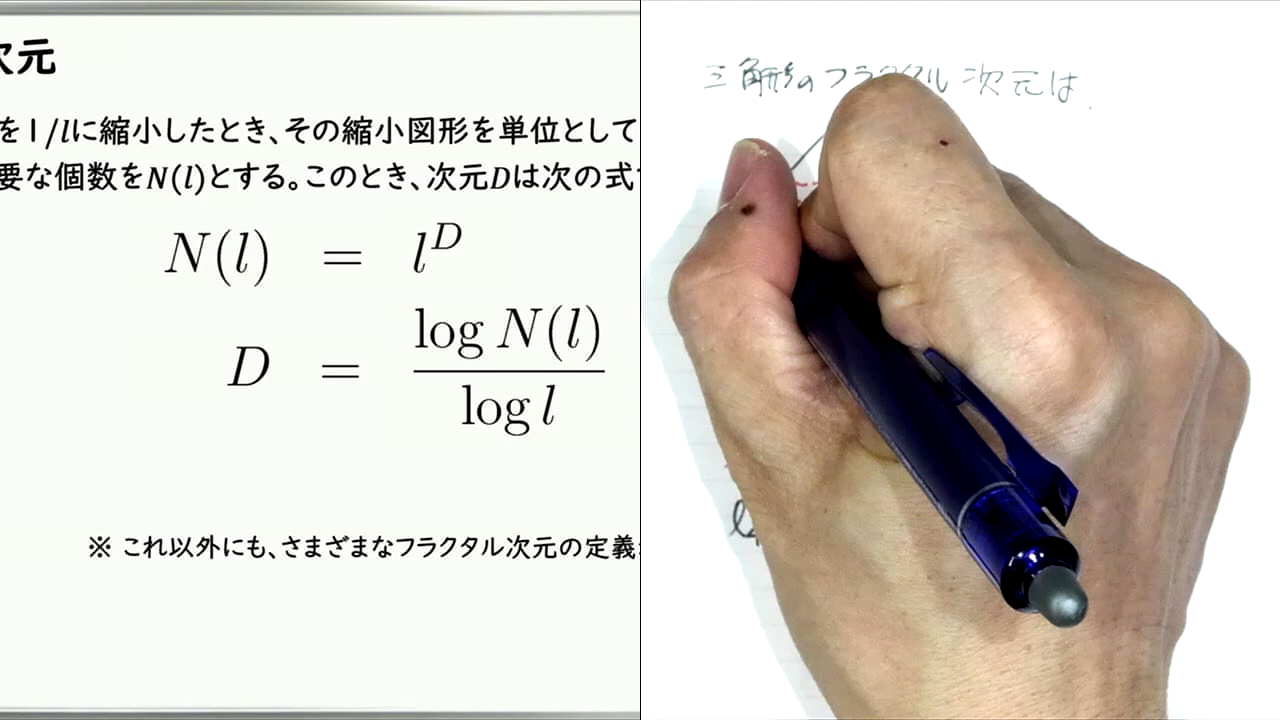 次元
を1/lに縮小したとき、その縮小図形を単位として
要な個数をN(l)とする。このとき、次元Dは次の式で
N(l) = l^D
D = log N(l) / log l
※ これ以外にも、さまざまなフラクタル次元の定義
三角形のフラクタル次元は